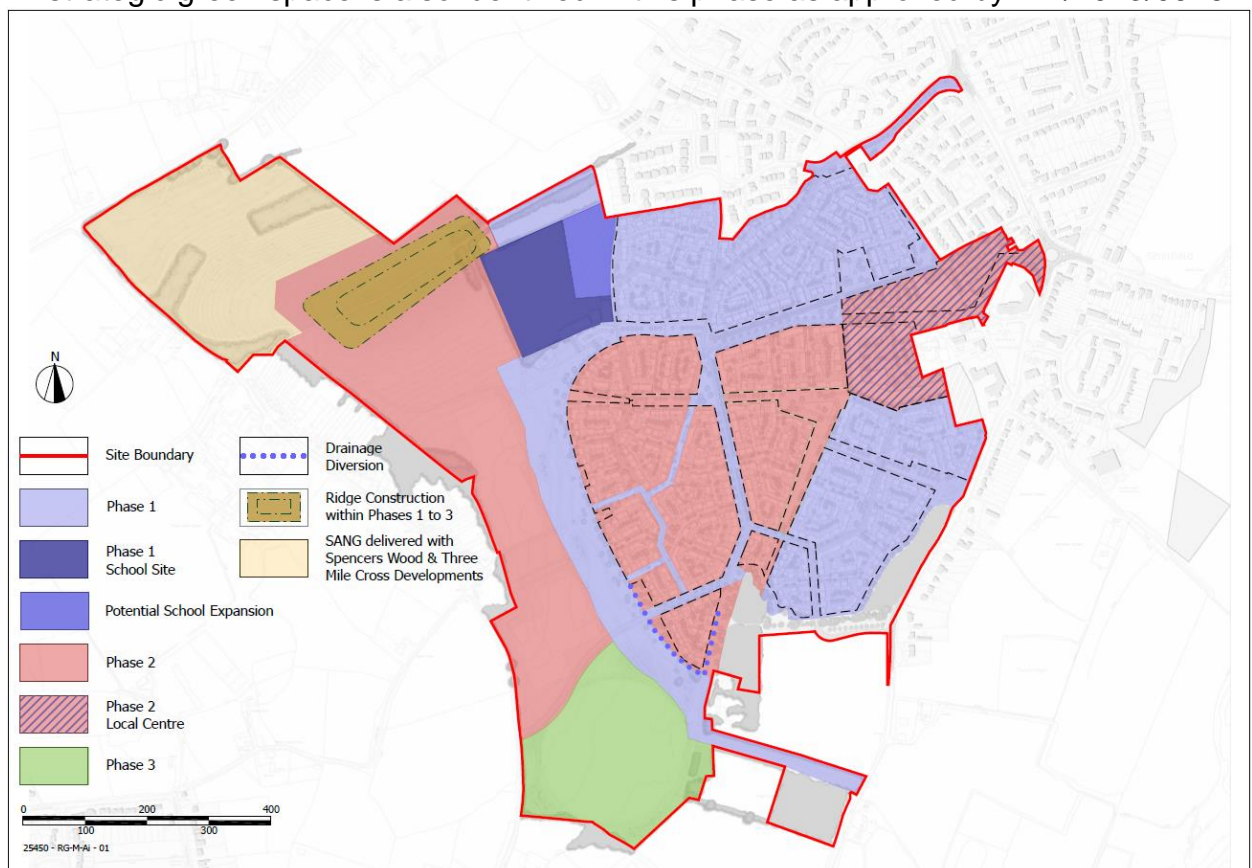 N
Site Boundary
Phase 1
Phase 1
School Site
Potential School Expansion
Phase 2
Phase 2
Local Centre
Phase 3
Drainage
Diversion
Ridge Construction
within Phases 1 to 3
SANG delivered with
Spencers Wood & Three
Mile Cross Developments
0 200 400
100 300
25450 - RG-M-Ai - 01